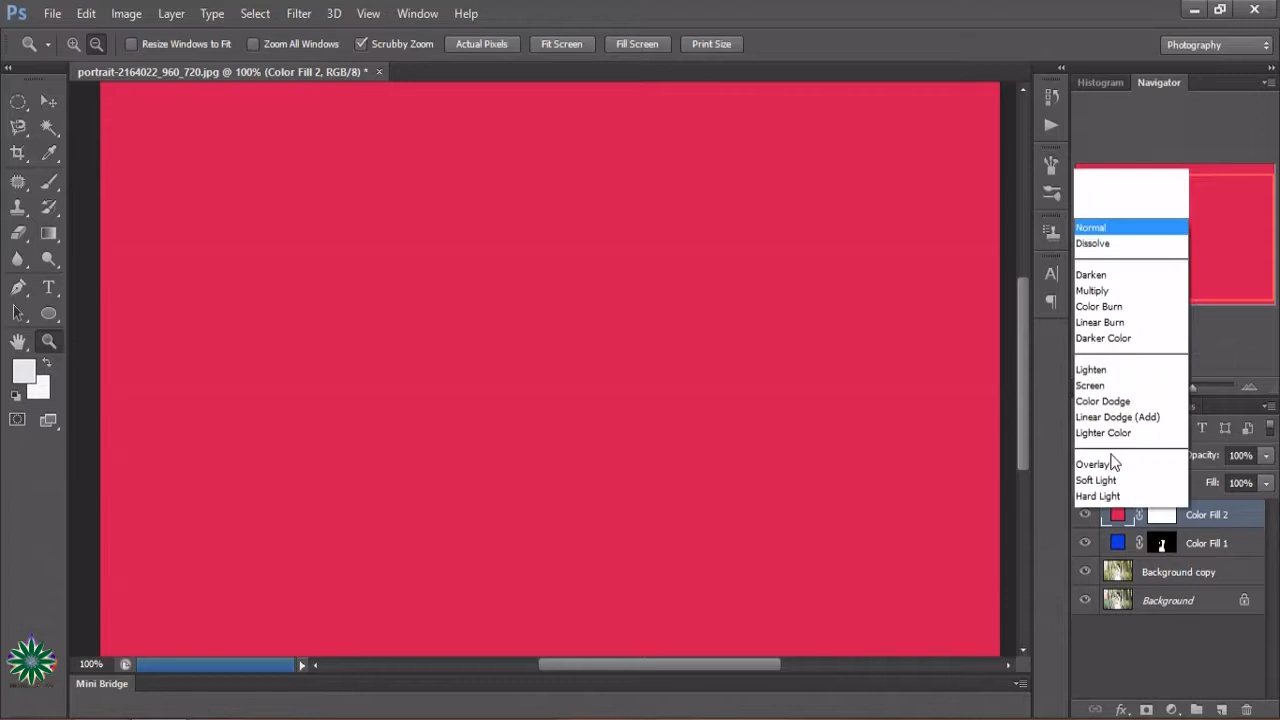 Ps File Edit Image Layer Type Select Filter 3D View Window Help
Resize Windows to Fit Zoom All Windows Scrubby Zoom Actual Pixels Fit Screen Fill Screen Print Size Photography
portrait-2164022_960_720.jpg @ 100% (Color Fill 2, RGB/8) * ×
Histogram Navigator
Normal
Dissolve
Darken
Multiply
Color Burn
Linear Burn
Darker Color
Lighten
Screen
Color Dodge
Linear Dodge (Add)
Lighter Color
Overlay
Soft Light
Hard Light
Opacity: 100%
Fill: 100%
Color Fill 2
Color Fill 1
Background copy
Background
100%
Mini Bridge